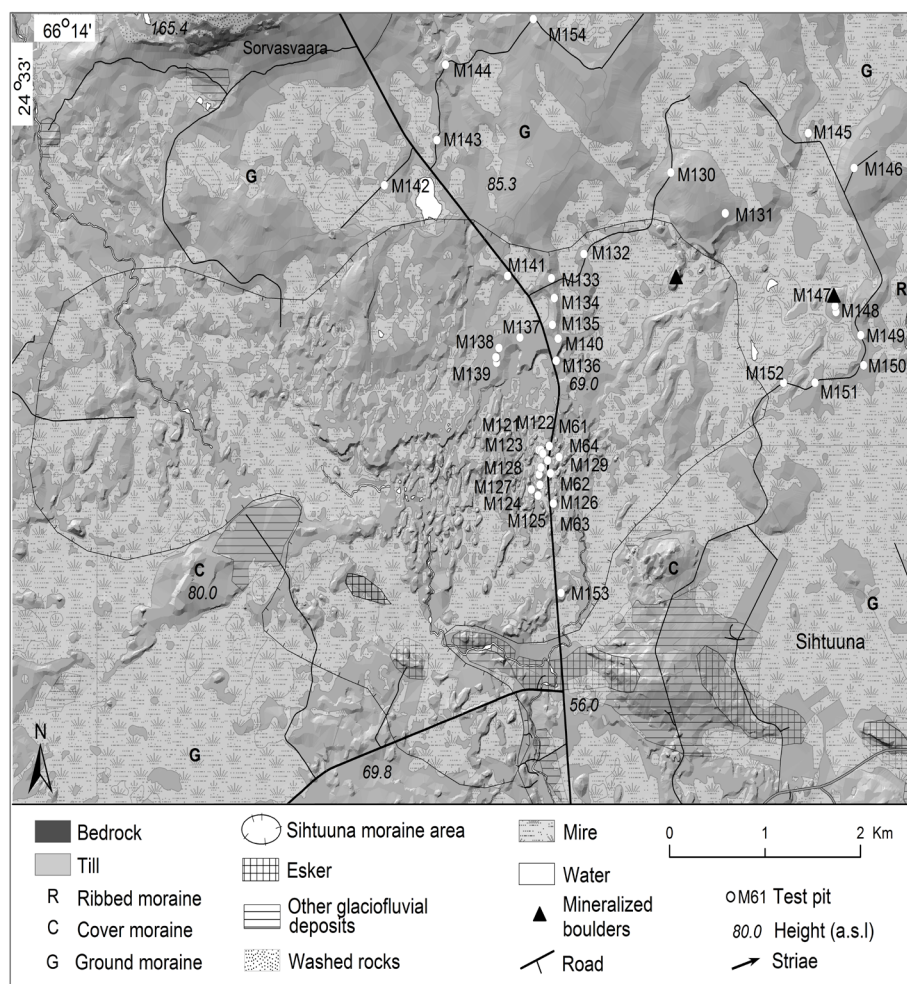 66°14'
165.4
Sorvasvaara
M154
24°33'
M144
G
M143
G
M145
G
85.3
M130
M146
M142
M131
M132
M141
M133
M134
M147
R
M148
M135
M137
M138
M140
M149
M139
M136
M150
69.0
M152
M151
M121
M122
M61
M123
M64
M128
M129
M127
M62
M124
M126
M125
M63
C
C
80.0
M153
G
Sihtuuna
56.0
N
G
69.8
Bedrock
Till
R Ribbed moraine
C Cover moraine
G Ground moraine
Sihtuuna moraine area
Esker
Other glaciofluvial
deposits
Washed rocks
Mire
Water
Mineralized
boulders
Road
0 1 2 Km
M61 Test pit
80.0 Height (a.s.l)
Striae